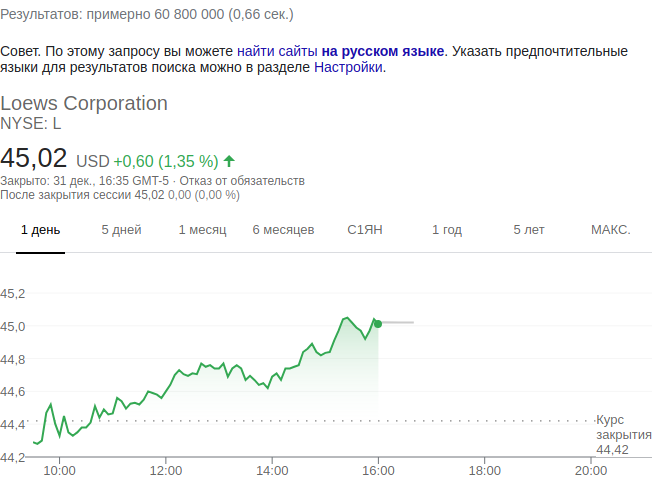 Результатов: примерно 60 800 000 (0,66 сек.)
Совет. По этому запросу вы можете найти сайты на русском языке. Указать предпочтительные
языки для результатов поиска можно в разделе Настройки.
Loews Corporation
NYSE: L
45,02 USD +0,60 (1,35 %)
Закрыто: 31 дек., 16:35 GMT-5 · Отказ от обязательств
После закрытия сессии 45,02 0,00 (0,00 %)
1 день 5 дней 1 месяц 6 месяцев С1ЯН 1 год 5 лет МАКС.
45,2
45,0
44,8
44,6
44,4
Курс
закрытия
44,42
44,2
10:00 12:00 14:00 16:00 18:00 20:00